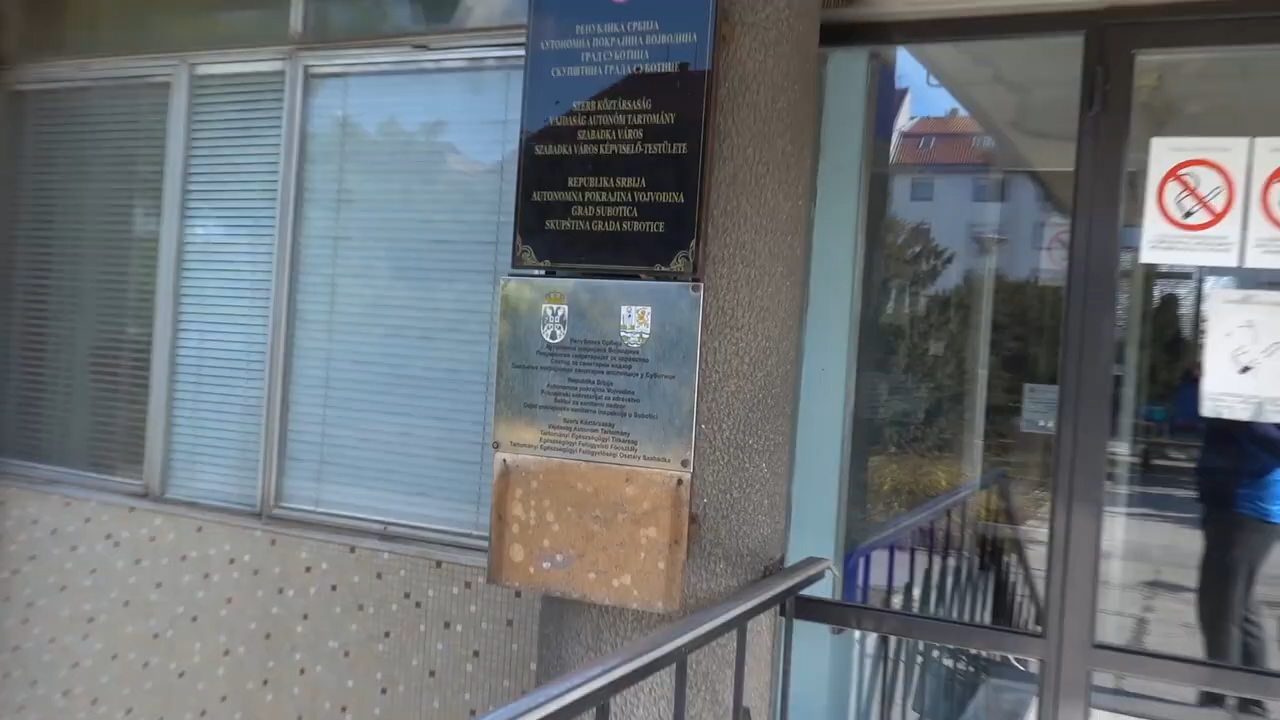 РЕПУБЛИКА СРБИЈА
АУТОНОМНА ПОКРАЈИНА ВОЈВОДИНА
ГРАД СУБОТИЦА
СКУПШТИНА ГРАДА СУБОТИЦЕ
SZERB KÖZTÁRSASÁG
VAJDASÁG AUTONÓM TARTOMÁNY
SZABADKA VÁROS
SZABADKA VÁROS KÉPVISELŐ-TESTÜLETE
REPUBLIKA SRBIJA
AUTONOMNA POKRAJINA VOJVODINA
GRAD SUBOTICA
SKUPŠTINA GRADA SUBOTICE
Република Србија
Аутономна покрајина Војводина
Покрајински секретаријат за здравство
Сектор за санитарни надзор
покрајинске санитарне инспекције у Суботици
Republika Srbija
Autonomna pokrajina Vojvodina
Pokrajinski sekretarijat za zdravstvo
Sektor za sanitarni nadzor
Odjel pokrajinske sanitarne inspekcije u Subotici
Szerb Köztársaság
Vajdaság Autonóm Tartomány
Tartományi Egészségügyi Titkárság
Egészségügyi Felügyeleti Főosztály
Tartományi Egészségügyi Felügyelőségi Osztály Szabadka